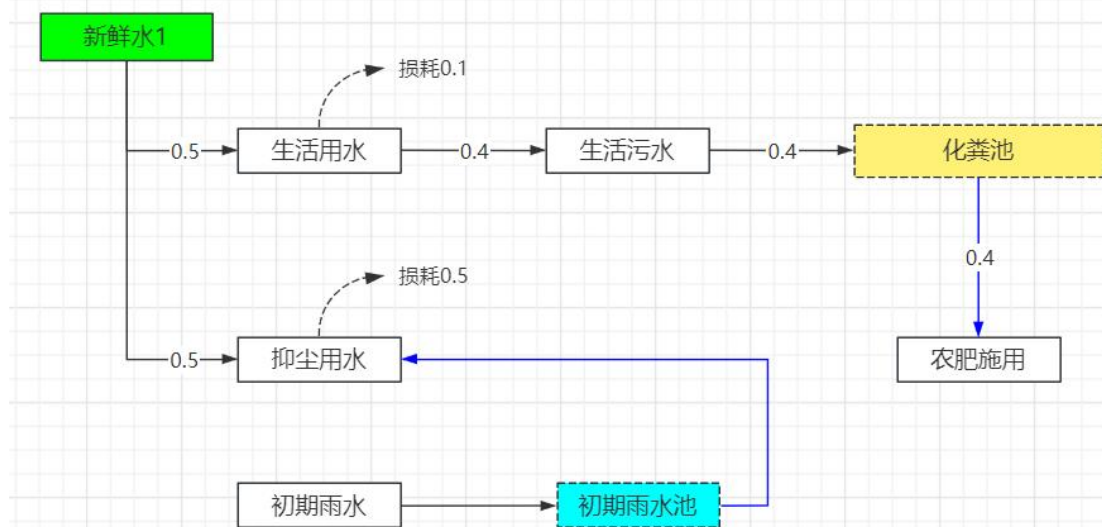 新鲜水1
损耗0.1
0.5
生活用水
0.4
生活污水
0.4
化粪池
0.4
损耗0.5
0.5
抑尘用水
农肥施用
初期雨水
初期雨水池